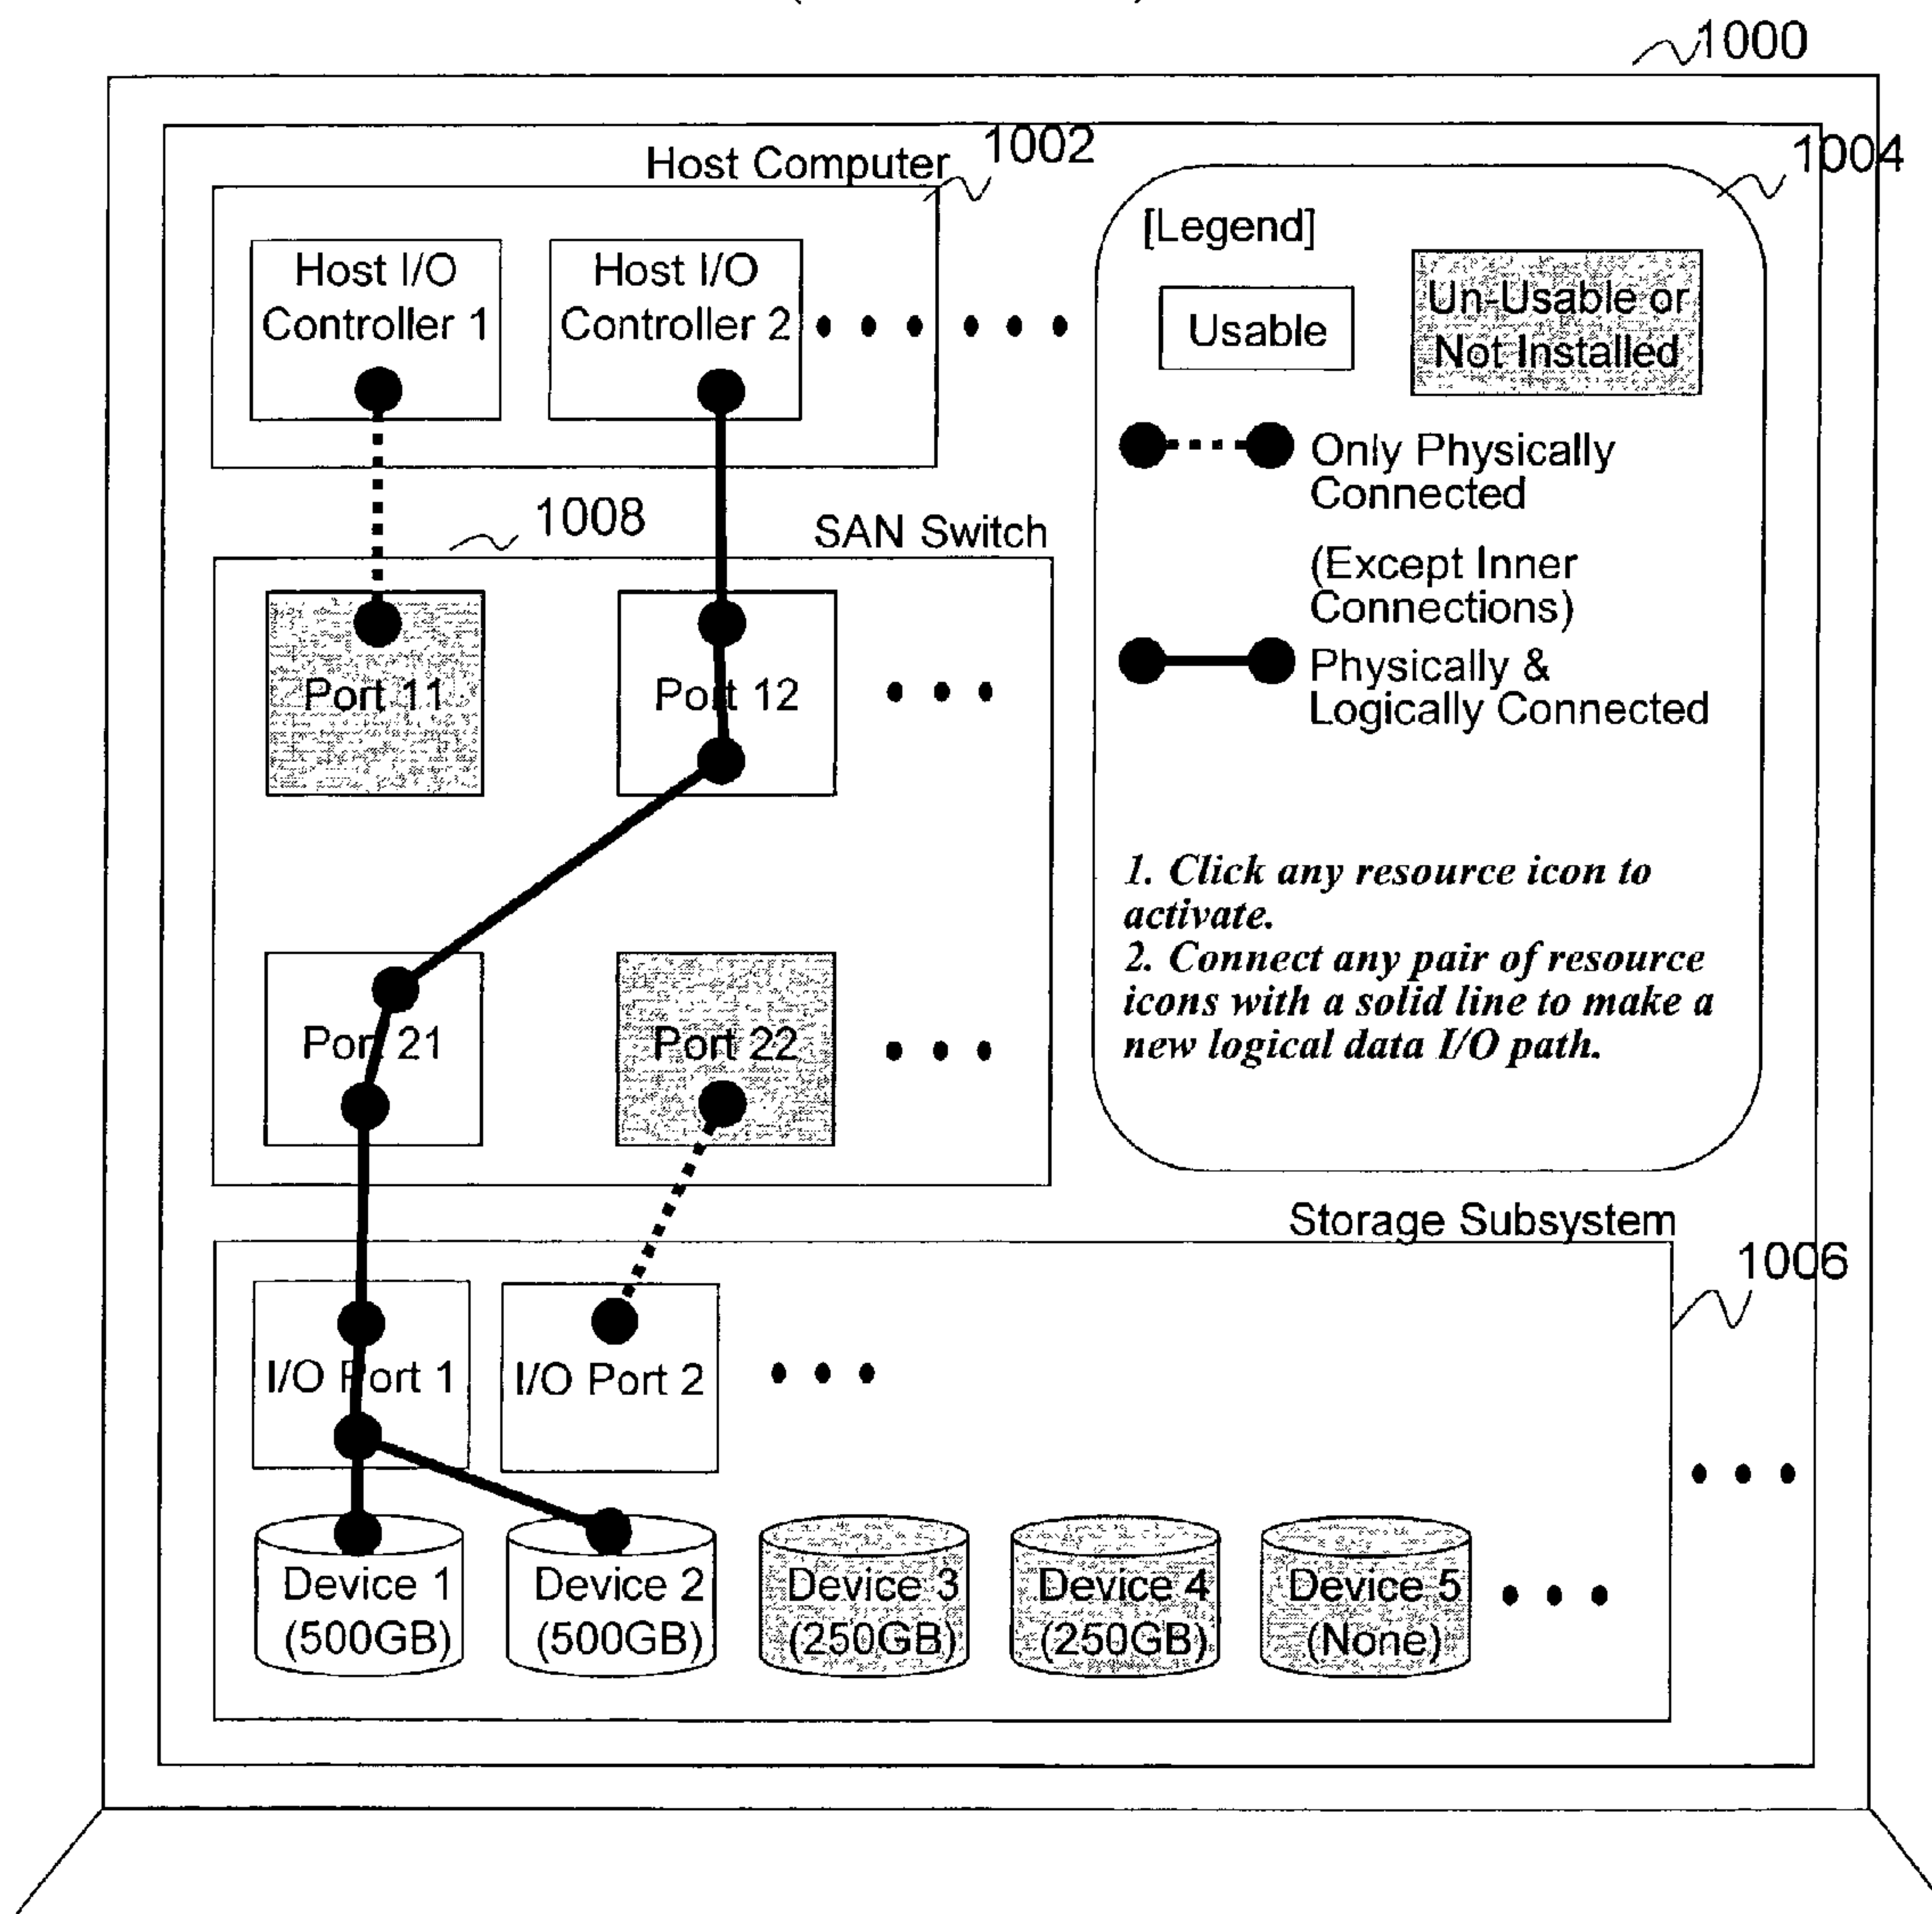 1000
Host Computer
1002
1004
Host I/O
Controller 1
Host I/O
Controller 2
[Legend]
Usable
Un-Usable or
Not Installed
Only Physically
Connected
(Except Inner
Connections)
Physically &
Logically Connected
1. Click any resource icon to
activate.
2. Connect any pair of resource
icons with a solid line to make a
new logical data I/O path.
1008
SAN Switch
Port 11
Port 12
Port 21
Port 22
Storage Subsystem
1006
I/O Port 1
I/O Port 2
Device 1
(500GB)
Device 2
(500GB)
Device 3
(250GB)
Device 4
(250GB)
Device 5
(None)